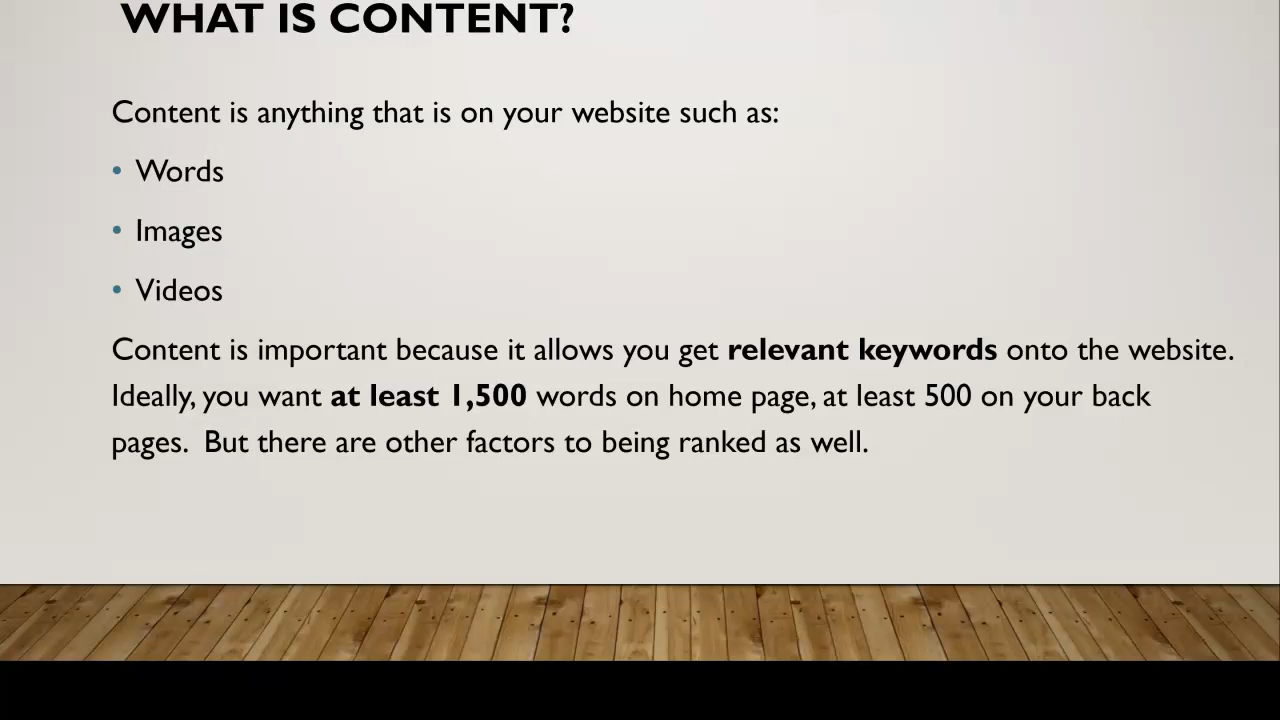 WHAT IS CONTENT?
Content is anything that is on your website such as:
• Words
• Images
• Videos
Content is important because it allows you get relevant keywords onto the website.
Ideally, you want at least 1,500 words on home page, at least 500 on your back
pages.  But there are other factors to being ranked as well.